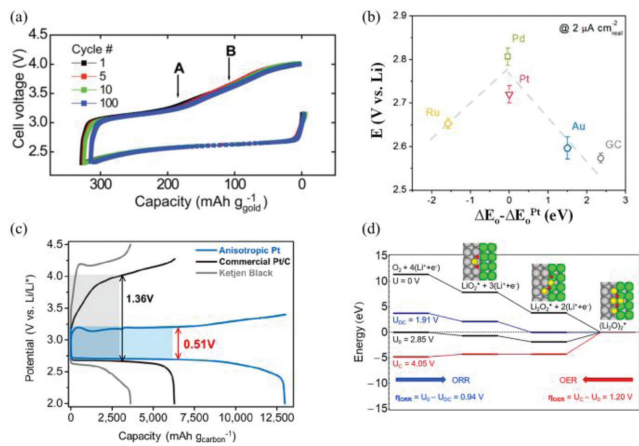 (a)
Cycle #
1
5
10
100
A
B
Cell voltage (V)
4.5
4.0
3.5
3.0
2.5
300
200
100
0
Capacity (mAh g⁻¹gold)
(b)
@ 2 μA cm⁻²real
E (V vs. Li)
2.9
2.8
2.7
2.6
2.5
Pd
Pt
Ru
Au
GC
-2
-1
0
1
2
ΔEo-ΔEoPt (eV)
(c)
Anisotropic Pt
Commercial Pt/C
Ketjen Black
Potential (V vs. Li/Li⁺)
4.5
4.0
3.5
3.0
2.5
2.0
1.36V
0.51V
0
2,500
5,000
7,500
10,000
12,500
Capacity (mAh gcarbon⁻¹)
(d)
Energy (eV)
15
10
5
0
-5
-10
-15
O₂ + 4(Li⁺+e⁻)
U = 0 V
LiO₂* + 3(Li⁺+e⁻)
Li₂O₂* + 2(Li⁺+e⁻)
(Li₂O)₂*
UDC = 1.91 V
U₀ = 2.85 V
UC = 4.05 V
ORR
OER
ηORR = U₀ − UDC = 0.94 V
ηOER = UC − U₀ = 1.20 V